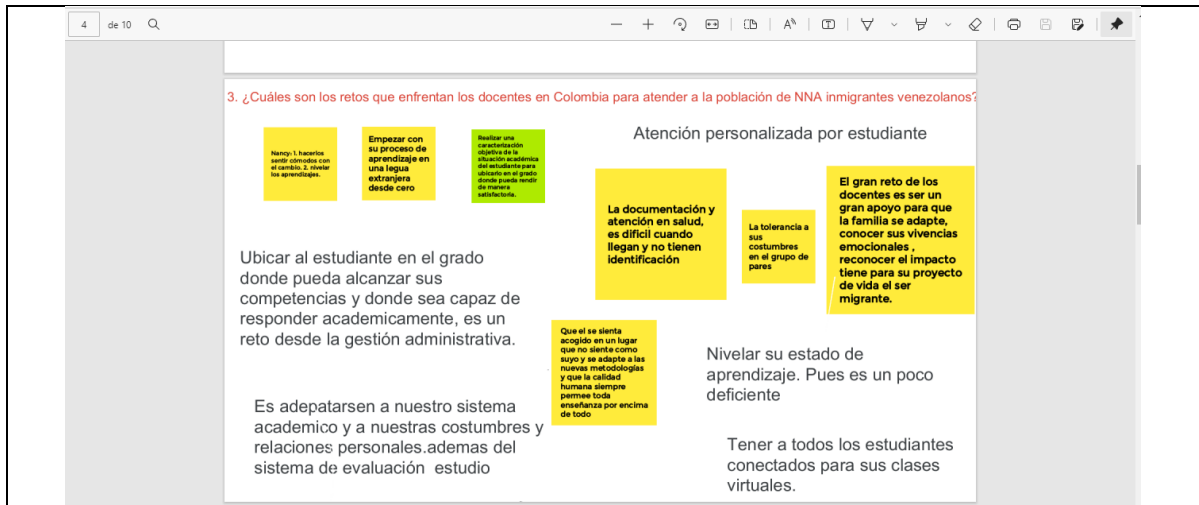 4 de 10
3. ¿Cuáles son los retos que enfrentan los docentes en Colombia para atender a la población de NNA inmigrantes venezolanos?
Nancy: 1. hacerlos
sentir cómodos con
el cambio. 2. nivelar
los aprendizajes.
Empezar con
su proceso de
aprendizaje en
una legua
extranjera
desde cero
Realizar una
caracterización
objetiva de la
situación académica
del estudiante para
ubicarlo en el grado
donde pueda rendir
de manera
satisfactoria.
Atención personalizada por estudiante
La documentación y
atención en salud,
es dificil cuando
llegan y no tienen
identificación
La tolerancia a
sus
costumbres
en el grupo de
pares
El gran reto de los
docentes es ser un
gran apoyo para que
la familia se adapte,
conocer sus vivencias
emocionales ,
reconocer el impacto
tiene para su proyecto
de vida el ser
migrante.
Ubicar al estudiante en el grado
donde pueda alcanzar sus
competencias y donde sea capaz de
responder academicamente, es un
reto desde la gestión administrativa.
Que el se sienta
acogido en un lugar
que no siente como
suyo y se adapte a las
nuevas metodologías
y que la calidad
humana siempre
permee toda
enseñanza por encima
de todo
Nivelar su estado de
aprendizaje. Pues es un poco
deficiente
Es adepatarsen a nuestro sistema
academico y a nuestras costumbres y
relaciones personales.ademas del
sistema de evaluación estudio
Tener a todos los estudiantes
conectados para sus clases
virtuales.